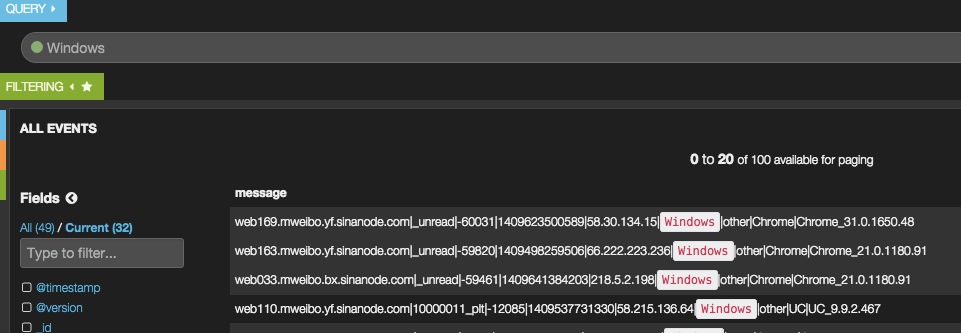 QUERY
Windows
FILTERING
ALL EVENTS
0 to 20 of 100 available for paging
Fields
message
All (49) / Current (32)
web169.mweibo.yf.sinanode.com|_unread|-60031|1409623500589|58.30.134.15|Windows|other|Chrome|Chrome_31.0.1650.48
Type to filter...
web163.mweibo.yf.sinanode.com|_unread|-59820|1409498259506|66.222.223.236|Windows|other|Chrome|Chrome_21.0.1180.91
web033.mweibo.bx.sinanode.com|_unread|-59461|1409641384203|218.5.2.198|Windows|other|Chrome|Chrome_21.0.1180.91
@timestamp
@version
web110.mweibo.yf.sinanode.com|10000011_plt|-12085|1409537731330|58.215.136.64|Windows|other|UC|UC_9.9.2.467
_id